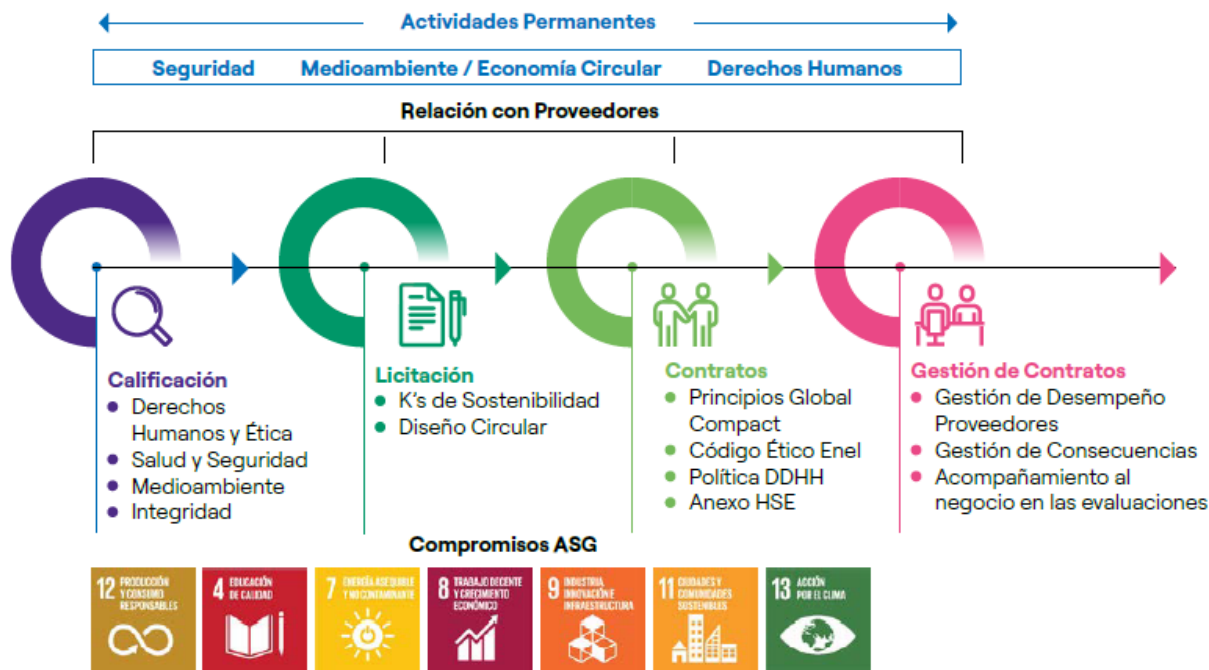 Actividades Permanentes
Seguridad Medioambiente / Economía Circular Derechos Humanos
Relación con Proveedores
Calificación
• Derechos
Humanos y Ética
• Salud y Seguridad
• Medioambiente
• Integridad
Licitación
• K's de Sostenibilidad
• Diseño Circular
Contratos
• Principios Global
Compact
• Código Ético Enel
• Política DDHH
• Anexo HSE
Gestión de Contratos
• Gestión de Desempeño
Proveedores
• Gestión de Consecuencias
• Acompañamiento al
negocio en las evaluaciones
Compromisos ASG
12 PRODUCCIÓN
Y CONSUMO
RESPONSABLES
4 EDUCACIÓN
DE CALIDAD
7 ENERGÍA ASEQUIBLE
Y NO CONTAMINANTE
8 TRABAJO DECENTE
Y CRECIMIENTO
ECONÓMICO
9 INDUSTRIA,
INNOVACIÓN E
INFRAESTRUCTURA
11 CIUDADES Y
COMUNIDADES
SOSTENIBLES
13 ACCIÓN
POR EL CLIMA